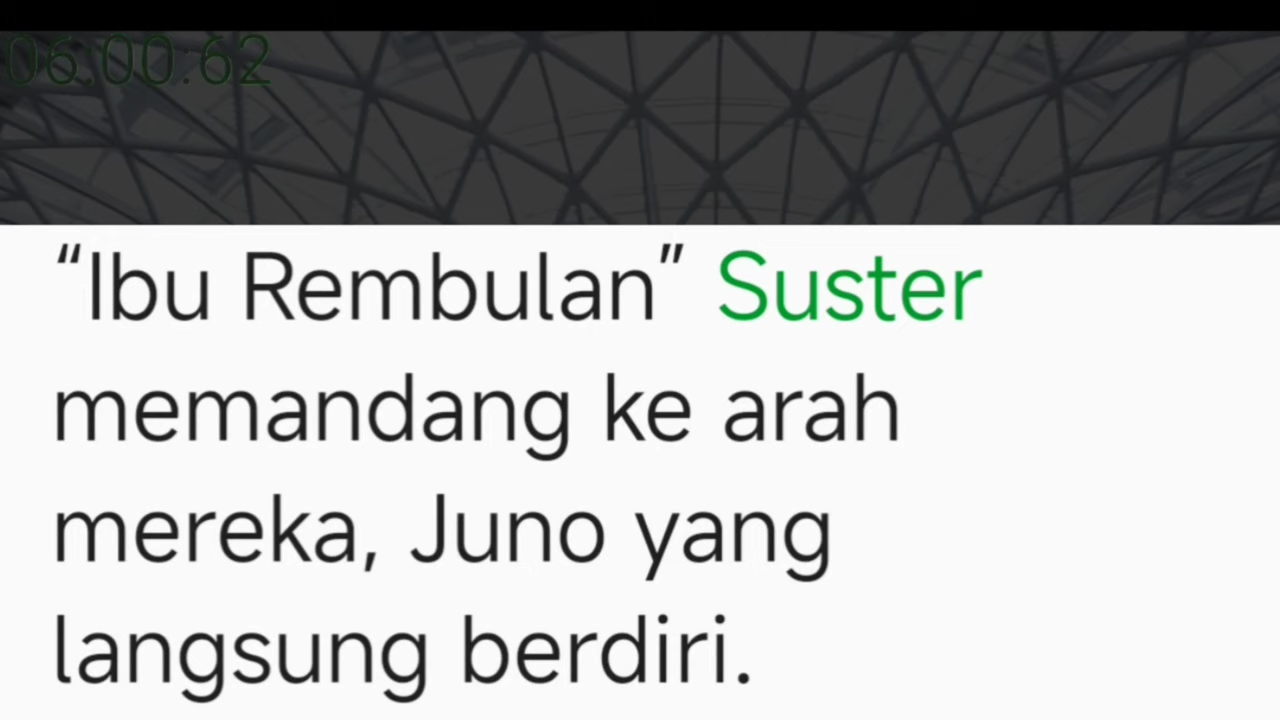 06:00:62
“Ibu Rembulan” Suster
memandang ke arah
mereka, Juno yang
langsung berdiri.